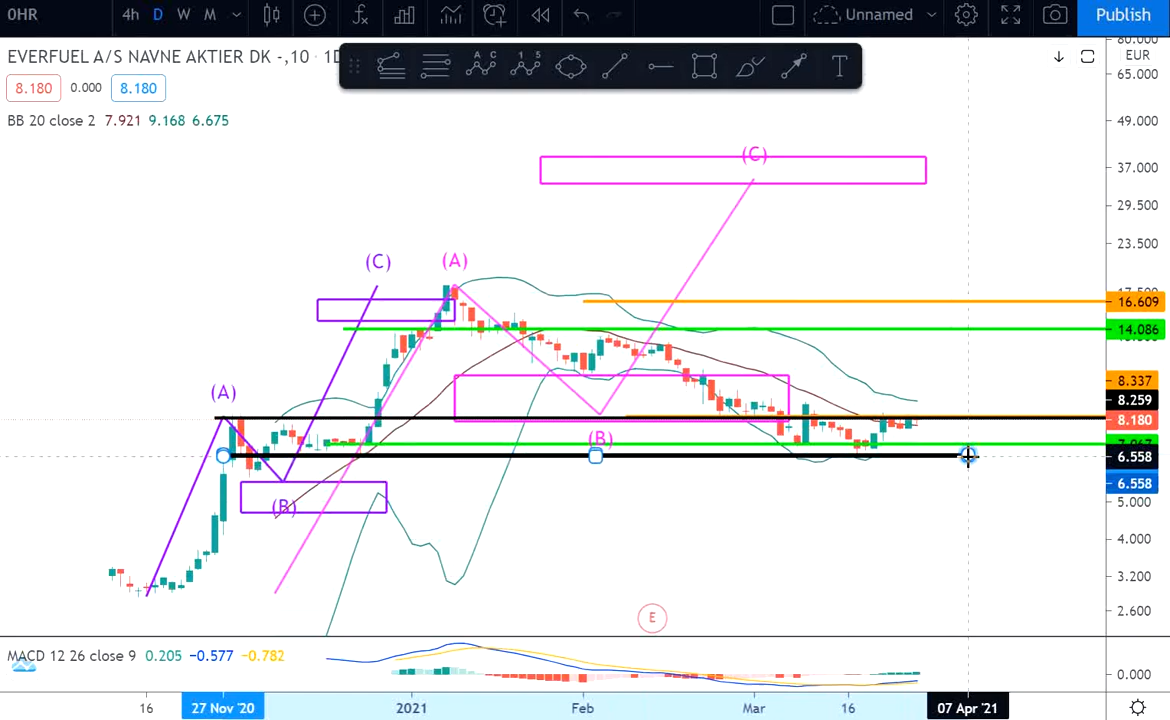 0HR 4h D W M Unnamed Publish
EVERFUEL A/S NAVNE AKTIER DK -,10 · 1D
EUR
8.180 0.000 8.180
BB 20 close 2 7.921 9.168 6.675
80.000
65.000
49.000
37.000
29.500
23.500
17.500
16.609
14.086
8.337
8.259
8.180
6.558
6.558
5.000
4.000
3.200
2.600
(C)
(C)
(A)
(A)
(B)
(B)
A C
1 5
T
E
MACD 12 26 close 9 0.205 −0.577 −0.782
0.000
16 27 Nov '20 2021 Feb Mar 16 07 Apr '21